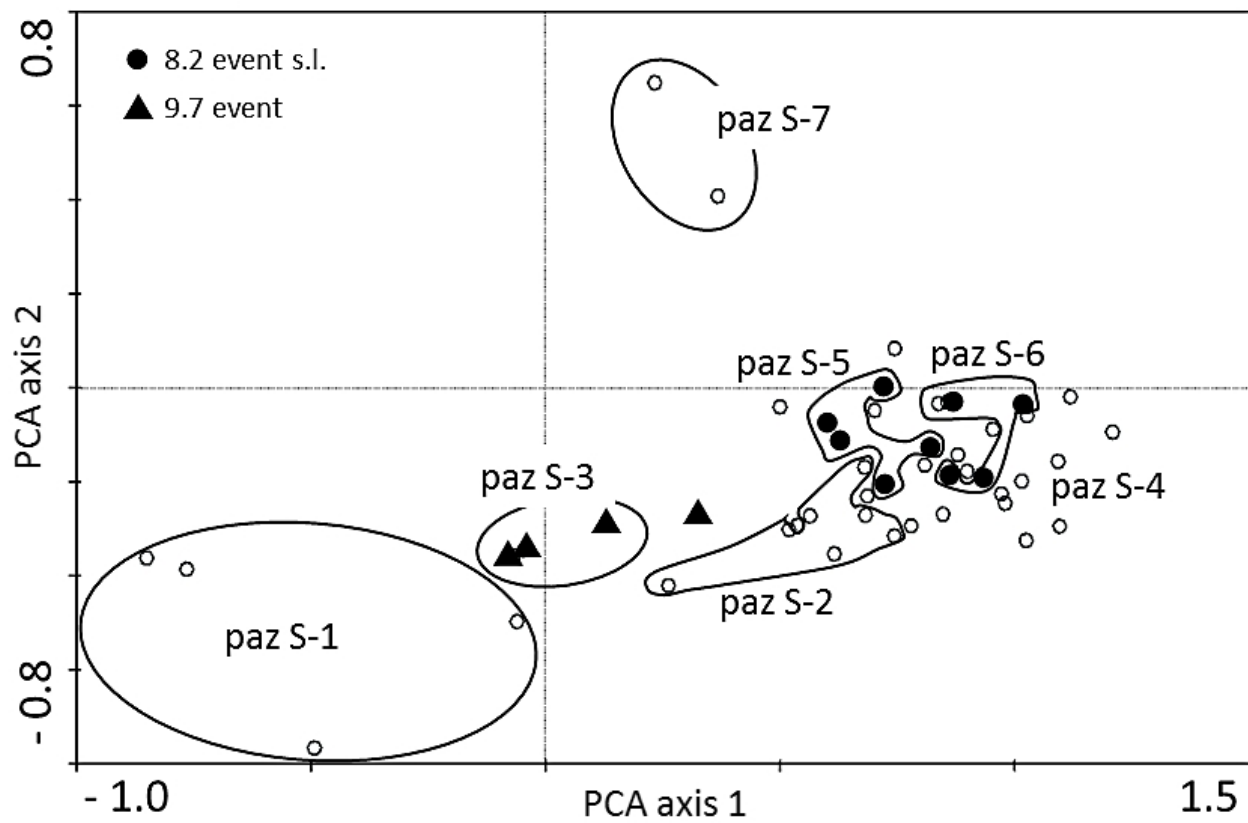 0.8
8.2 event s.l.
9.7 event
paz S-7
PCA axis 2
paz S-5
paz S-6
paz S-3
paz S-4
paz S-2
paz S-1
- 0.8
- 1.0
PCA axis 1
1.5